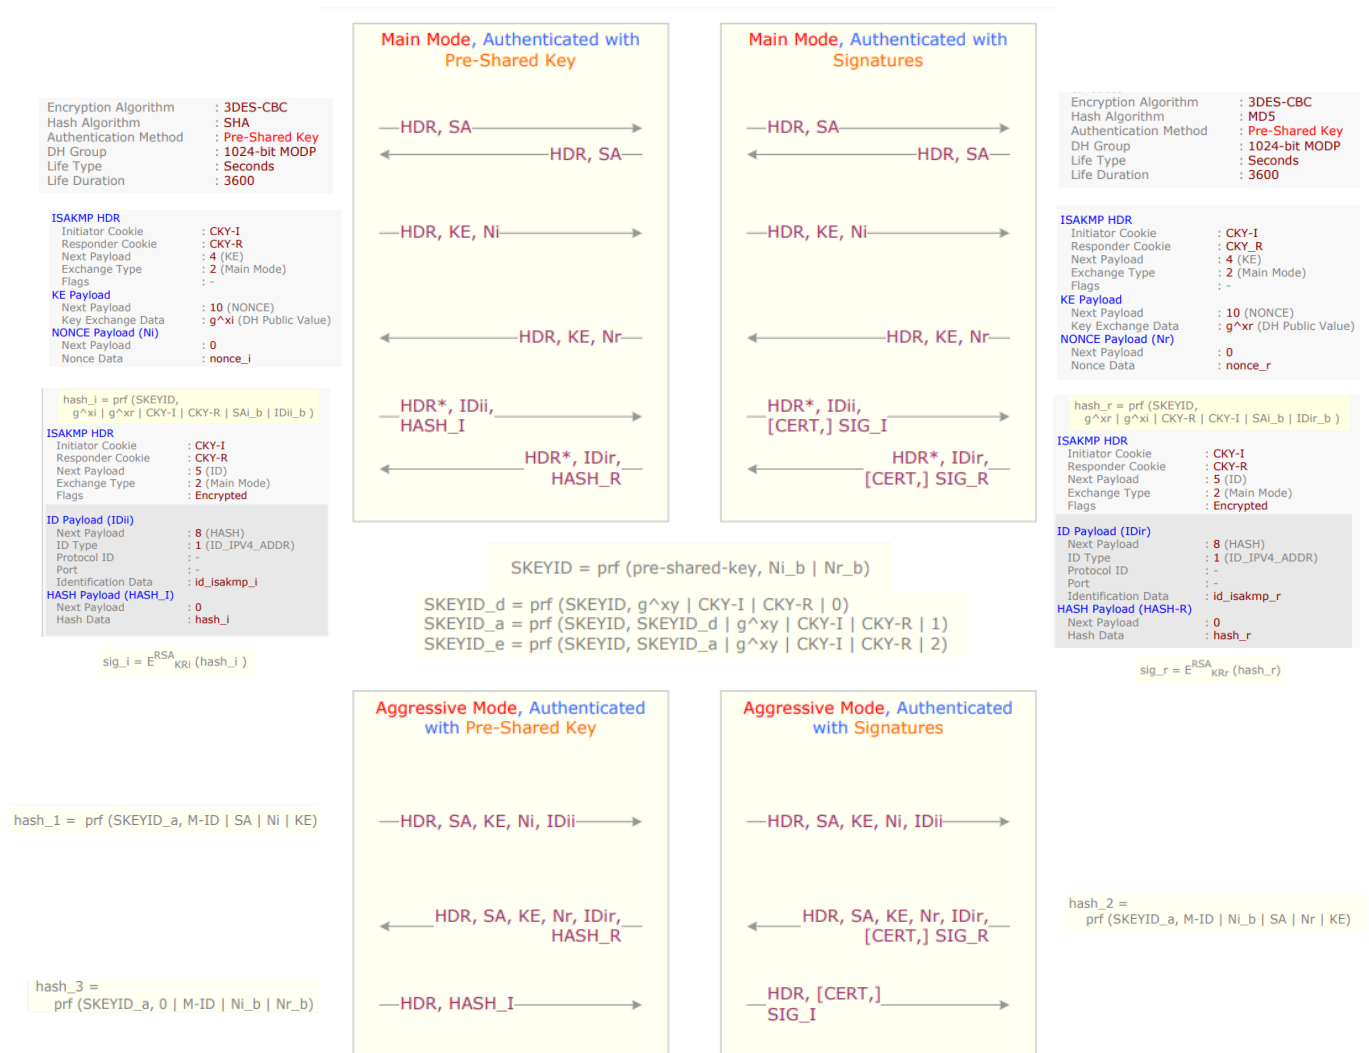 Main Mode, Authenticated with
Pre-Shared Key
Main Mode, Authenticated with
Signatures
Encryption Algorithm : 3DES-CBC
Hash Algorithm : SHA
Authentication Method : Pre-Shared Key
DH Group : 1024-bit MODP
Life Type : Seconds
Life Duration : 3600
ISAKMP HDR
Initiator Cookie : CKY-I
Responder Cookie : CKY-R
Next Payload : 4 (KE)
Exchange Type : 2 (Main Mode)
Flags : -
KE Payload
Next Payload : 10 (NONCE)
Key Exchange Data : g^xi (DH Public Value)
NONCE Payload (Ni)
Next Payload : 0
Nonce Data : nonce_i
hash_i = prf (SKEYID,
g^xi | g^xr | CKY-I | CKY-R | SAi_b | IDii_b )
ISAKMP HDR
Initiator Cookie : CKY-I
Responder Cookie : CKY-R
Next Payload : 5 (ID)
Exchange Type : 2 (Main Mode)
Flags : Encrypted
ID Payload (IDii)
Next Payload : 8 (HASH)
ID Type : 1 (ID_IPV4_ADDR)
Protocol ID : -
Port : -
Identification Data : id_isakmp_i
HASH Payload (HASH_I)
Next Payload : 0
Hash Data : hash_i
sig_i = E^RSA_KRi (hash_i )
HDR, SA
HDR, SA
HDR, KE, Ni
HDR, KE, Nr
HDR*, IDii,
HASH_I
HDR*, IDir,
HASH_R
HDR, SA
HDR, SA
HDR, KE, Ni
HDR, KE, Nr
HDR*, IDii,
[CERT,] SIG_I
HDR*, IDir,
[CERT,] SIG_R
Encryption Algorithm : 3DES-CBC
Hash Algorithm : MD5
Authentication Method : Pre-Shared Key
DH Group : 1024-bit MODP
Life Type : Seconds
Life Duration : 3600
ISAKMP HDR
Initiator Cookie : CKY-I
Responder Cookie : CKY_R
Next Payload : 4 (KE)
Exchange Type : 2 (Main Mode)
Flags : -
KE Payload
Next Payload : 10 (NONCE)
Key Exchange Data : g^xr (DH Public Value)
NONCE Payload (Nr)
Next Payload : 0
Nonce Data : nonce_r
hash_r = prf (SKEYID,
g^xr | g^xi | CKY-R | CKY-I | SAi_b | IDir_b )
ISAKMP HDR
Initiator Cookie : CKY-I
Responder Cookie : CKY-R
Next Payload : 5 (ID)
Exchange Type : 2 (Main Mode)
Flags : Encrypted
ID Payload (IDir)
Next Payload : 8 (HASH)
ID Type : 1 (ID_IPV4_ADDR)
Protocol ID : -
Port : -
Identification Data : id_isakmp_r
HASH Payload (HASH-R)
Next Payload : 0
Hash Data : hash_r
sig_r = E^RSA_KRr (hash_r)
SKEYID = prf (pre-shared-key, Ni_b | Nr_b)
SKEYID_d = prf (SKEYID, g^xy | CKY-I | CKY-R | 0)
SKEYID_a = prf (SKEYID, SKEYID_d | g^xy | CKY-I | CKY-R | 1)
SKEYID_e = prf (SKEYID, SKEYID_a | g^xy | CKY-I | CKY-R | 2)
Aggressive Mode, Authenticated
with Pre-Shared Key
HDR, SA, KE, Ni, IDii
HDR, SA, KE, Nr, IDir,
HASH_R
HDR, HASH_I
Aggressive Mode, Authenticated
with Signatures
HDR, SA, KE, Ni, IDii
HDR, SA, KE, Nr, IDir,
[CERT,] SIG_R
HDR, [CERT,]
SIG_I
hash_1 = prf (SKEYID_a, M-ID | SA | Ni | KE)
hash_2 =
prf (SKEYID_a, M-ID | Ni_b | SA | Nr | KE)
hash_3 =
prf (SKEYID_a, 0 | M-ID | Ni_b | Nr_b)